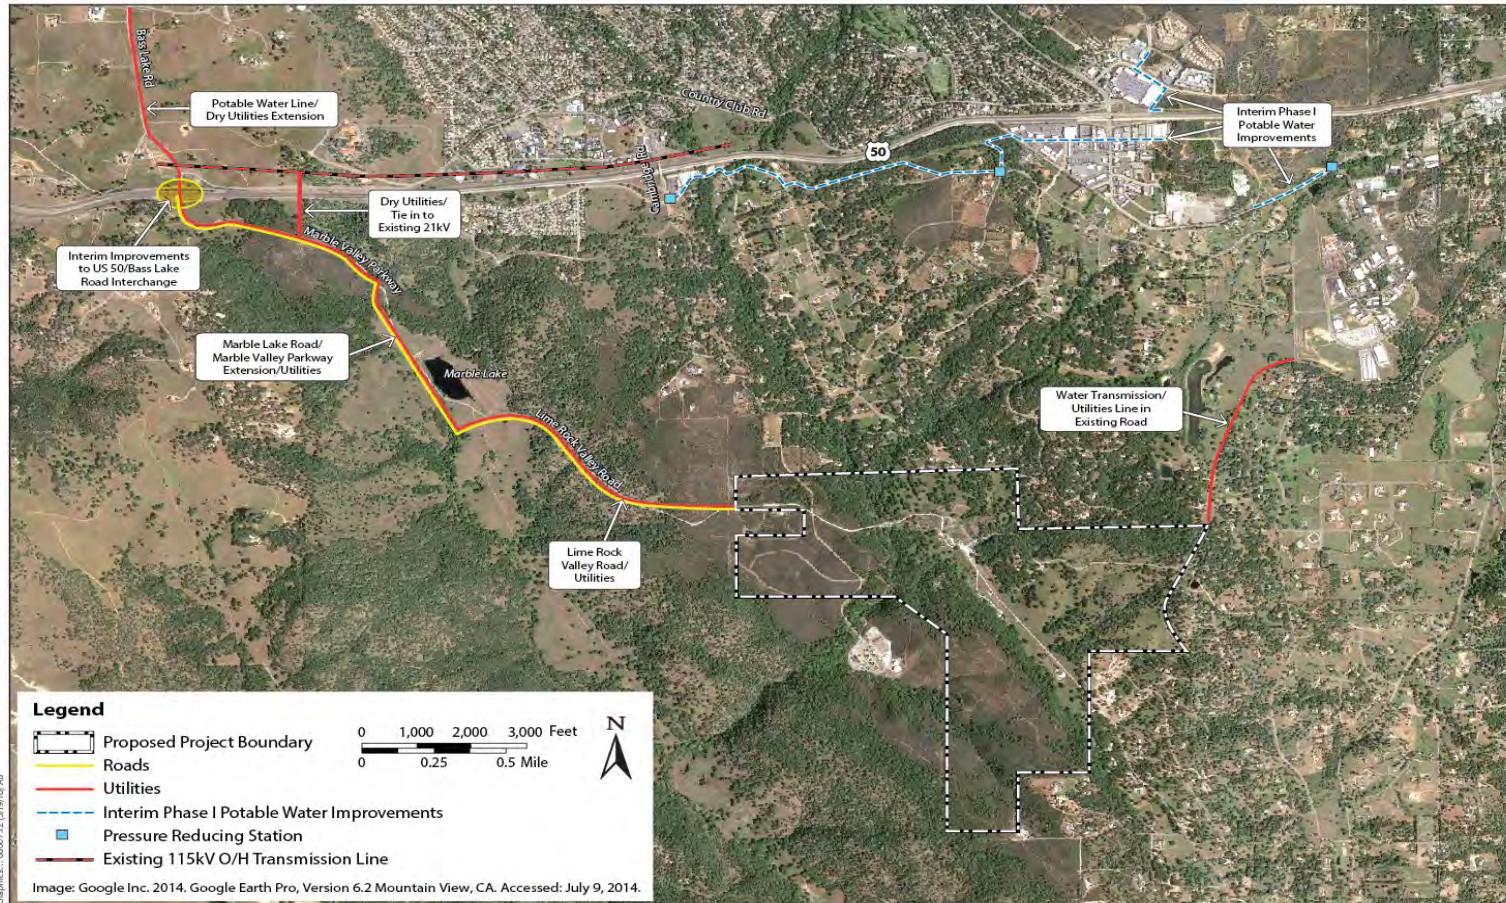 Bass Lake Rd
Potable Water Line/
Dry Utilities Extension
Country Club Rd
Interim Phase I
Potable Water
Improvements
50
Cambridge Rd
Dry Utilities/
Tie in to
Existing 21kV
Interim Improvements
to US 50/Bass Lake
Road Interchange
Marble Valley Parkway
Marble Lake Road/
Marble Valley Parkway
Extension/Utilities
Marble Lake
Water Transmission/
Utilities Line in
Existing Road
Lime Rock Valley Road
Lime Rock
Valley Road/
Utilities
Legend
Proposed Project Boundary
Roads
Utilities
Interim Phase I Potable Water Improvements
Pressure Reducing Station
Existing 115kV O/H Transmission Line
0 1,000 2,000 3,000 Feet
0 0.25 0.5 Mile
N
Image: Google Inc. 2014. Google Earth Pro, Version 6.2 Mountain View, CA. Accessed: July 9, 2014.